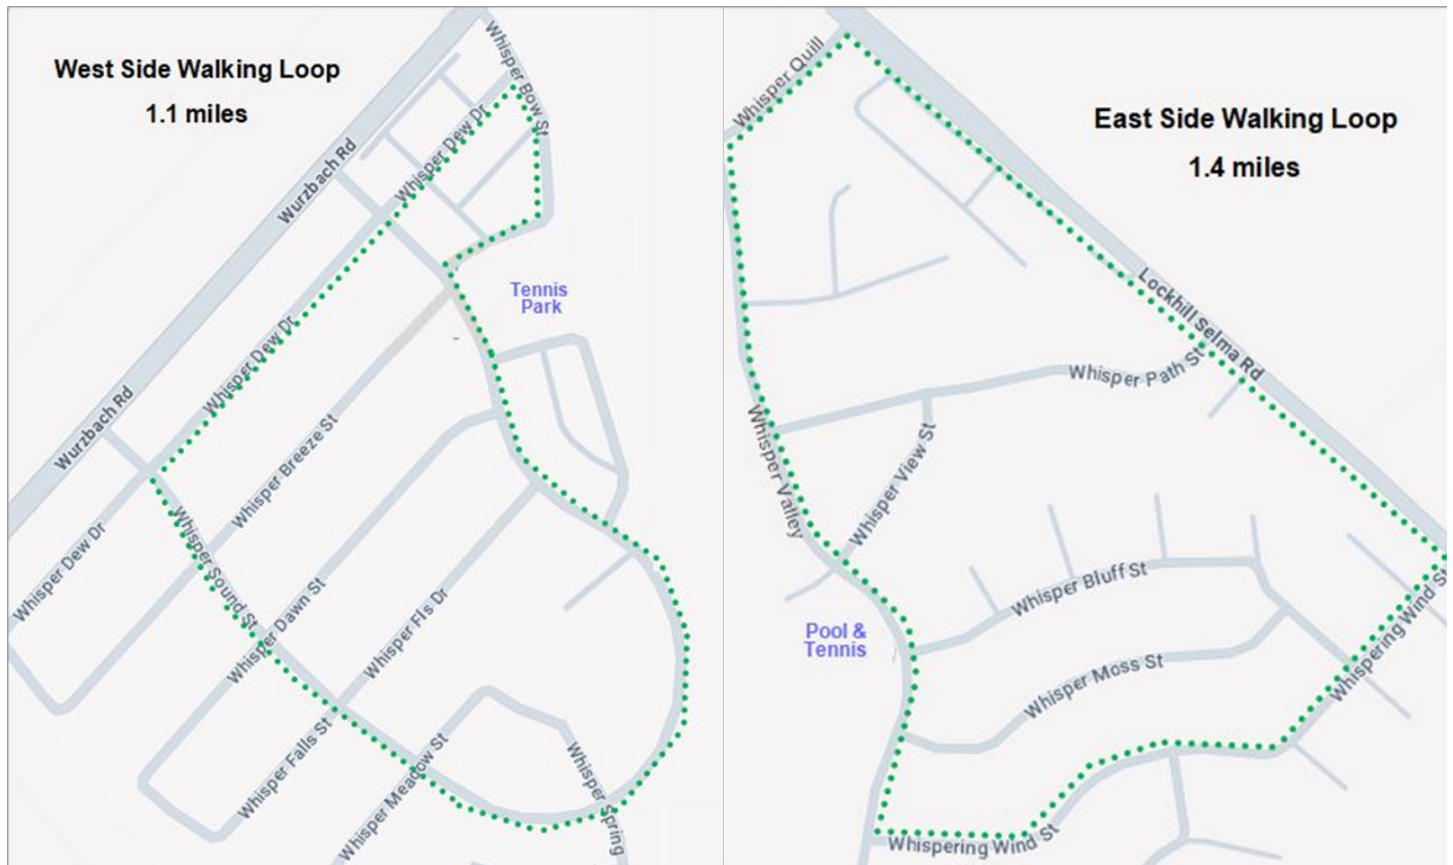 West Side Walking Loop
1.1 miles
Whisper Bow St
Whisper Dew Dr
Wurzbach Rd
Tennis
Park
Whisper Dew Dr
Wurzbach Rd
Whisper Breeze St
Whisper Dew Dr
Whisper Sound St
Whisper Dawn St
Whisper Fls Dr
Whisper Falls St
Whisper Meadow St
Whisper Spring
East Side Walking Loop
1.4 miles
Whisper Quill
Lockhill Selma Rd
Whisper Path St
Whisper Valley
Whisper View St
Whisper Bluff St
Pool &
Tennis
Whisper Moss St
Whispering Wind St
Whispering Wind St